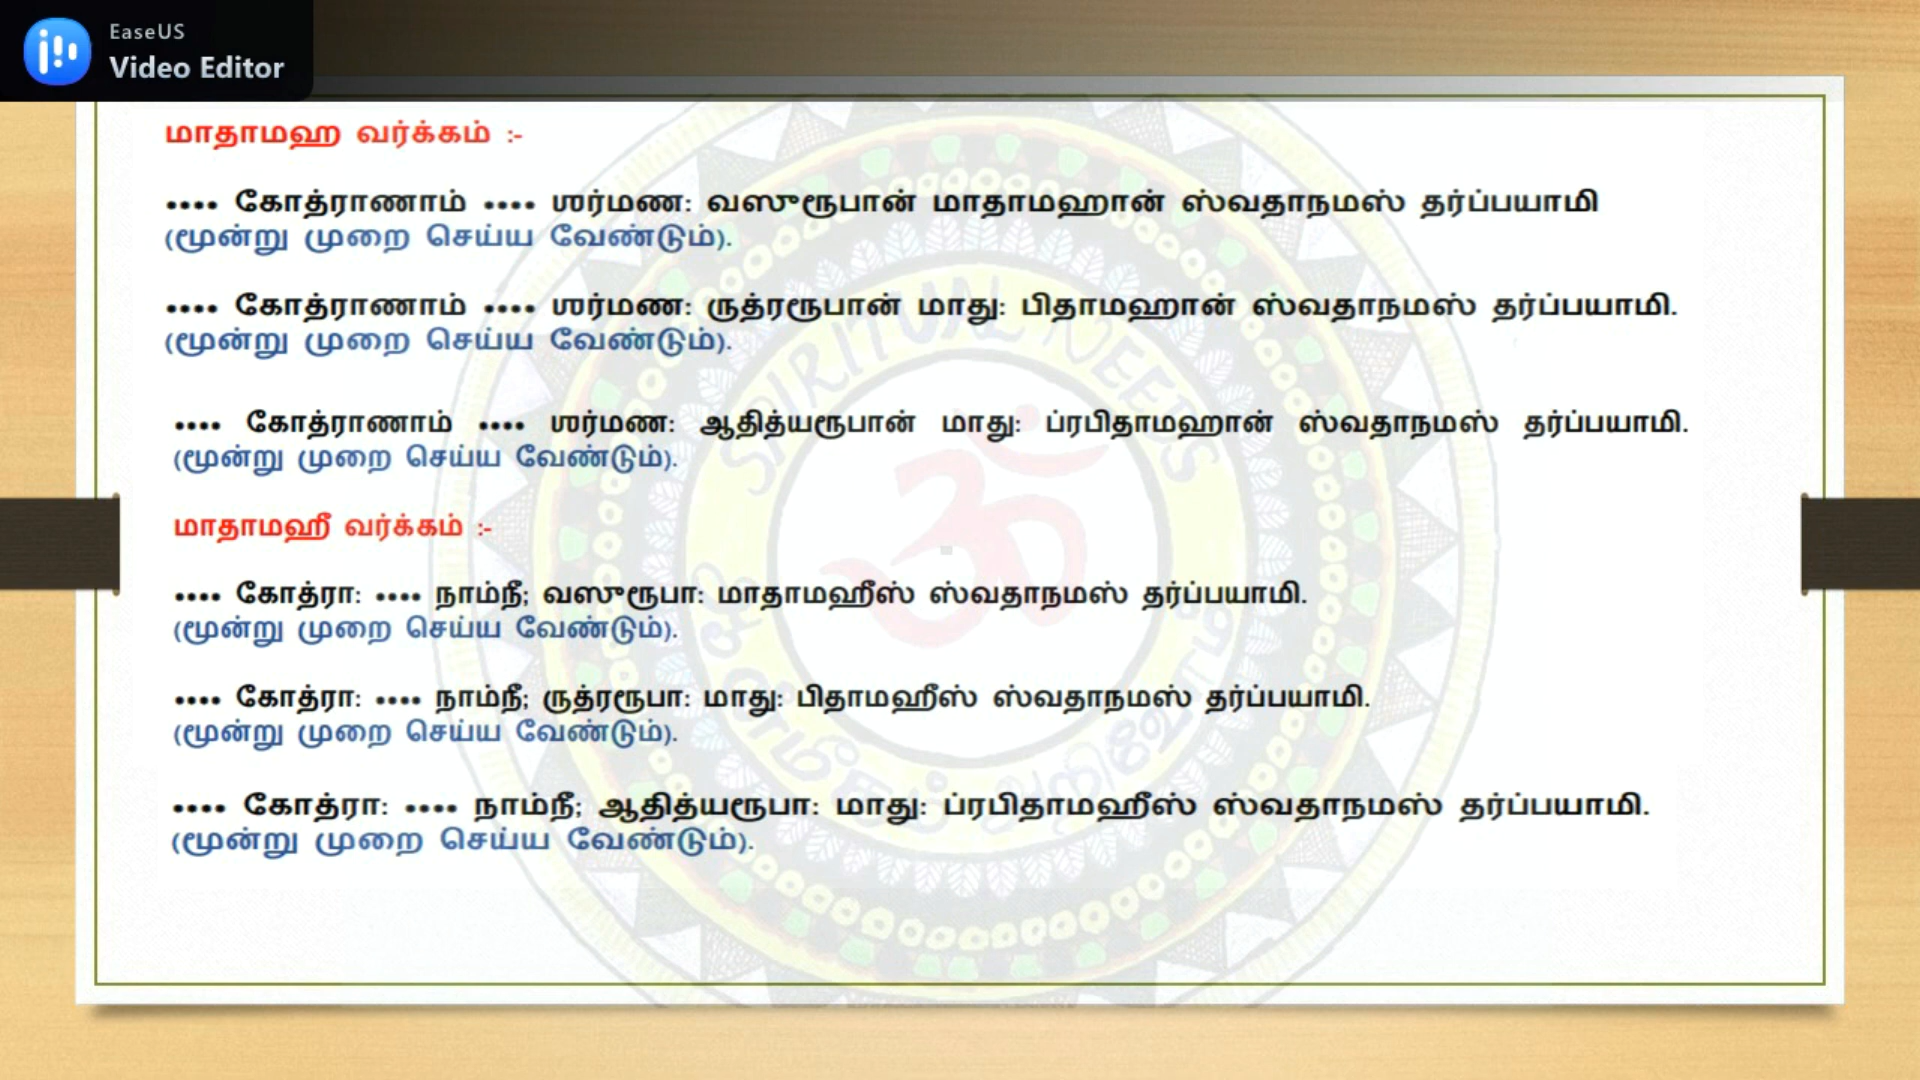 EaseUS
Video Editor
மாதாமஹ வர்க்கம் :-
•••• கோத்ராணாம் •••• ஶர்மண: வஸுரூபான் மாதாமஹான் ஸ்வதாநமஸ் தர்ப்பயாமி
(மூன்று முறை செய்ய வேண்டும்).
•••• கோத்ராணாம் •••• ஶர்மண: ருத்ரரூபான் மாது: பிதாமஹான் ஸ்வதாநமஸ் தர்ப்பயாமி.
(மூன்று முறை செய்ய வேண்டும்).
•••• கோத்ராணாம் •••• ஶர்மண: ஆதித்யரூபான் மாது: ப்ரபிதாமஹான் ஸ்வதாநமஸ் தர்ப்பயாமி.
(மூன்று முறை செய்ய வேண்டும்).
மாதாமஹீ வர்க்கம் :-
•••• கோத்ரா: •••• நாம்நீ; வஸுரூபா: மாதாமஹீஸ் ஸ்வதாநமஸ் தர்ப்பயாமி.
(மூன்று முறை செய்ய வேண்டும்).
•••• கோத்ரா: •••• நாம்நீ; ருத்ரரூபா: மாது: பிதாமஹீஸ் ஸ்வதாநமஸ் தர்ப்பயாமி.
(மூன்று முறை செய்ய வேண்டும்).
•••• கோத்ரா: •••• நாம்நீ; ஆதித்யரூபா: மாது: ப்ரபிதாமஹீஸ் ஸ்வதாநமஸ் தர்ப்பயாமி.
(மூன்று முறை செய்ய வேண்டும்).
SPIRITUAL NEEDS
ॐ